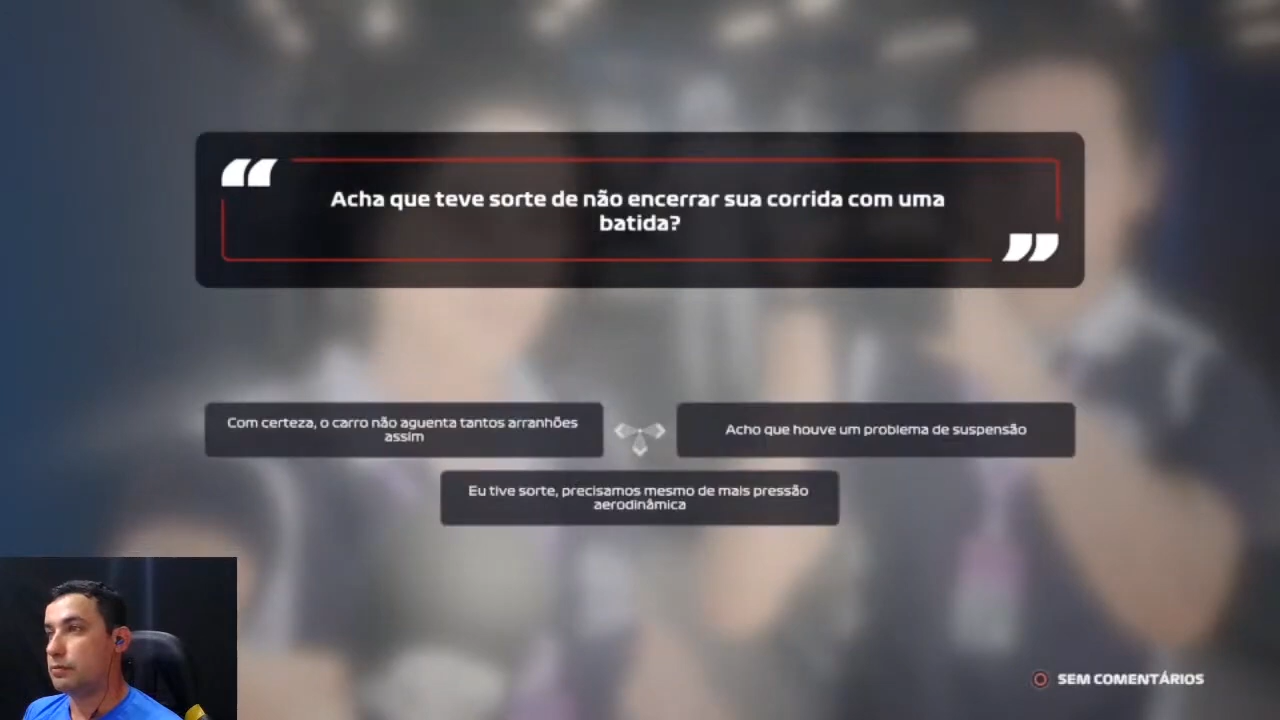 Acha que teve sorte de não encerrar sua corrida com uma
batida?
Com certeza, o carro não aguenta tantos arranhões
assim
Acho que houve um problema de suspensão
Eu tive sorte, precisamos mesmo de mais pressão
aerodinâmica
SEM COMENTÁRIOS